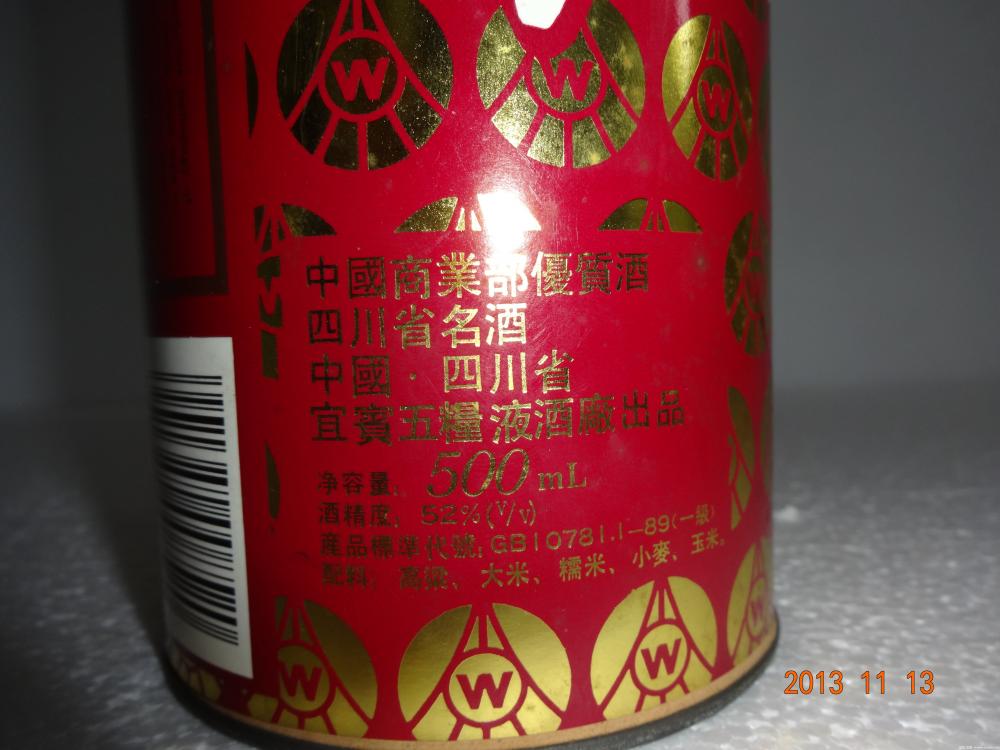 W W W
中國商業部優質酒
四川省名酒
中國·四川省
宜賓五糧液酒廠出品
净容量: 500 mL
酒精度: 52%(V/v)
産品標準代號: GB10781.1-89(一級)
配料: 高粱、大米、糯米、小麥、玉米。
W W W W
2013 11 13